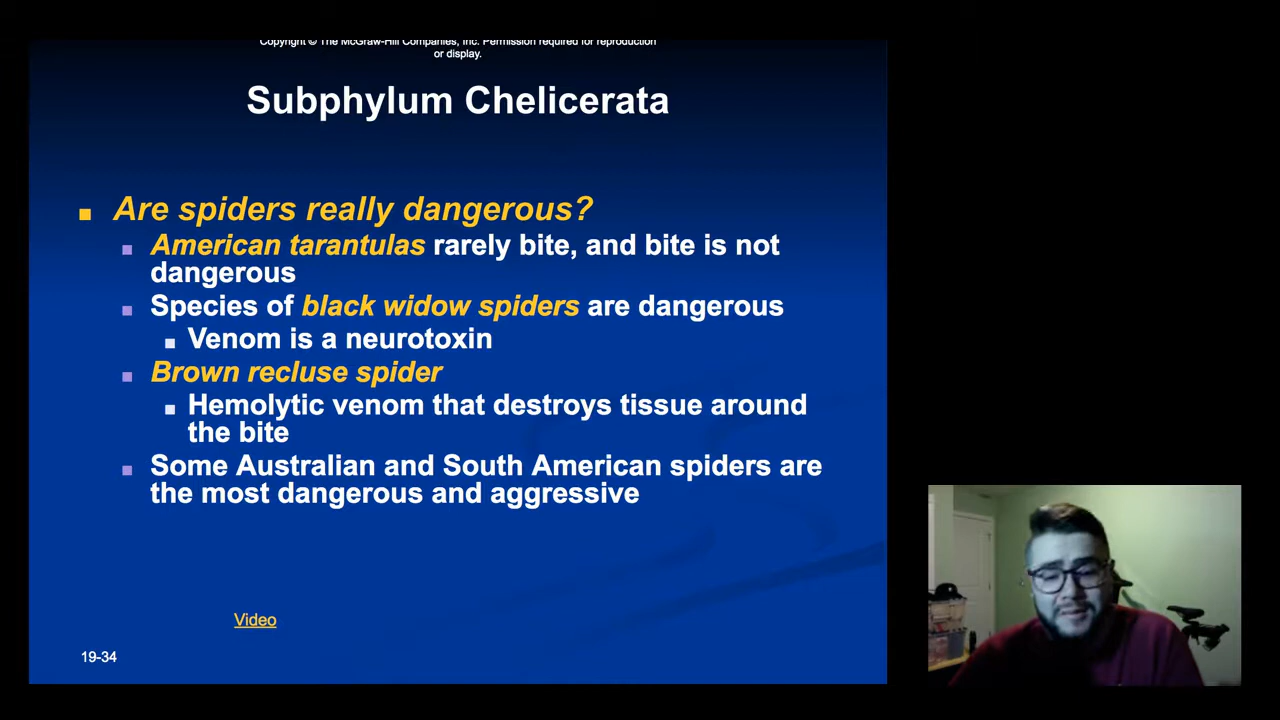 Copyright © The McGraw-Hill Companies, Inc. Permission required for reproduction
or display.
Subphylum Chelicerata
Are spiders really dangerous?
American tarantulas rarely bite, and bite is not
dangerous
Species of black widow spiders are dangerous
Venom is a neurotoxin
Brown recluse spider
Hemolytic venom that destroys tissue around
the bite
Some Australian and South American spiders are
the most dangerous and aggressive
Video
19-34